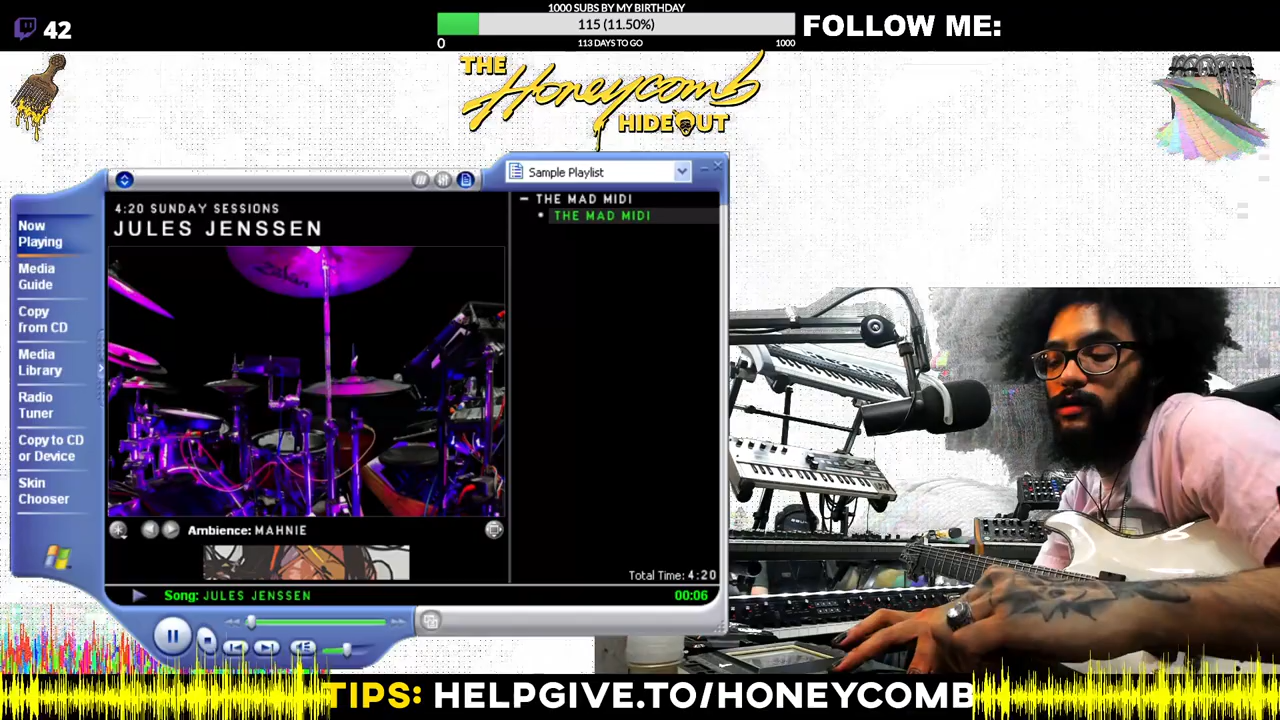 42
1000 SUBS BY MY BIRTHDAY
115 (11.50%)
0
113 DAYS TO GO
1000
FOLLOW ME:
THE
Honeycomb
HIDEOUT
Sample Playlist
4:20 SUNDAY SESSIONS
JULES JENSSEN
THE MAD MIDI
THE MAD MIDI
Now
Playing
Media
Guide
Copy
from CD
Media
Library
Radio
Tuner
Copy to CD
or Device
Skin
Chooser
Ambience: MAHNIE
Total Time: 4:20
Song: JULES JENSSEN
00:06
TIPS: HELPGIVE.TO/HONEYCOMB